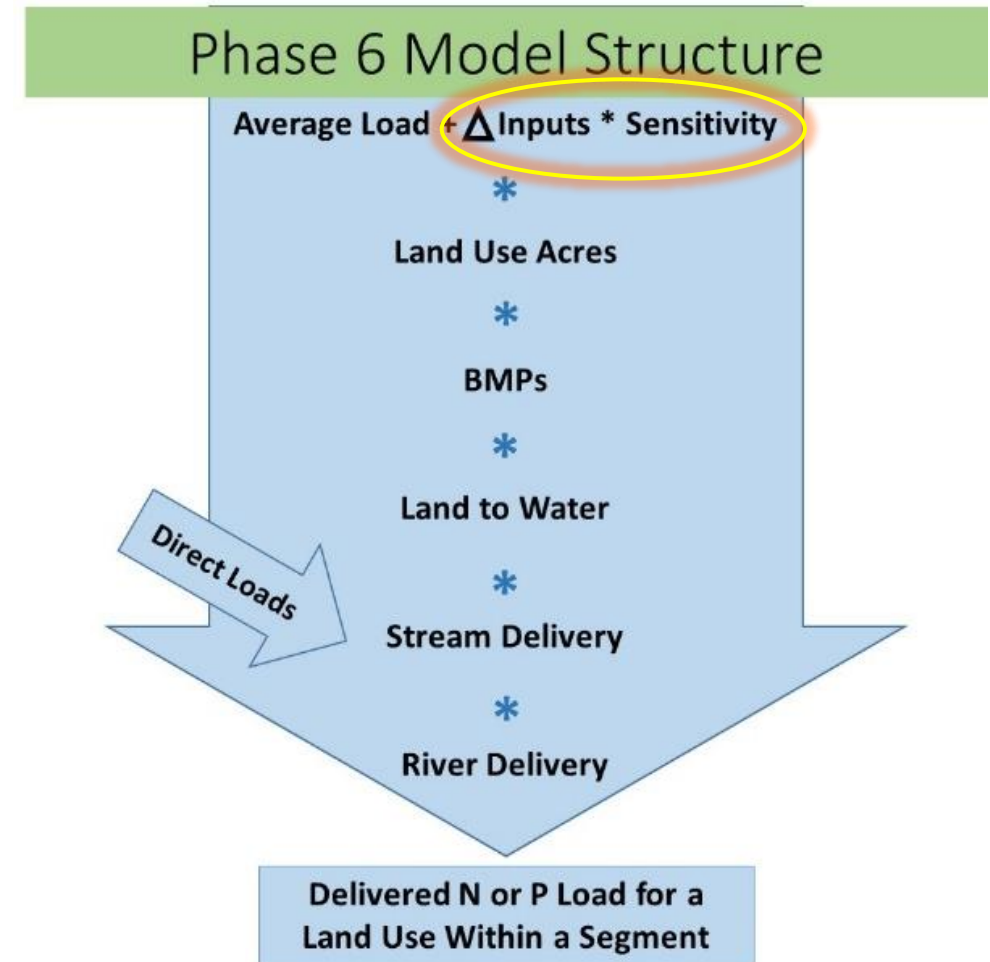 Phase 6 Model Structure
Average Load + Δ Inputs * Sensitivity
*
Land Use Acres
*
BMPs
*
Land to Water
*
Direct Loads
Stream Delivery
*
River Delivery
Delivered N or P Load for a
Land Use Within a Segment